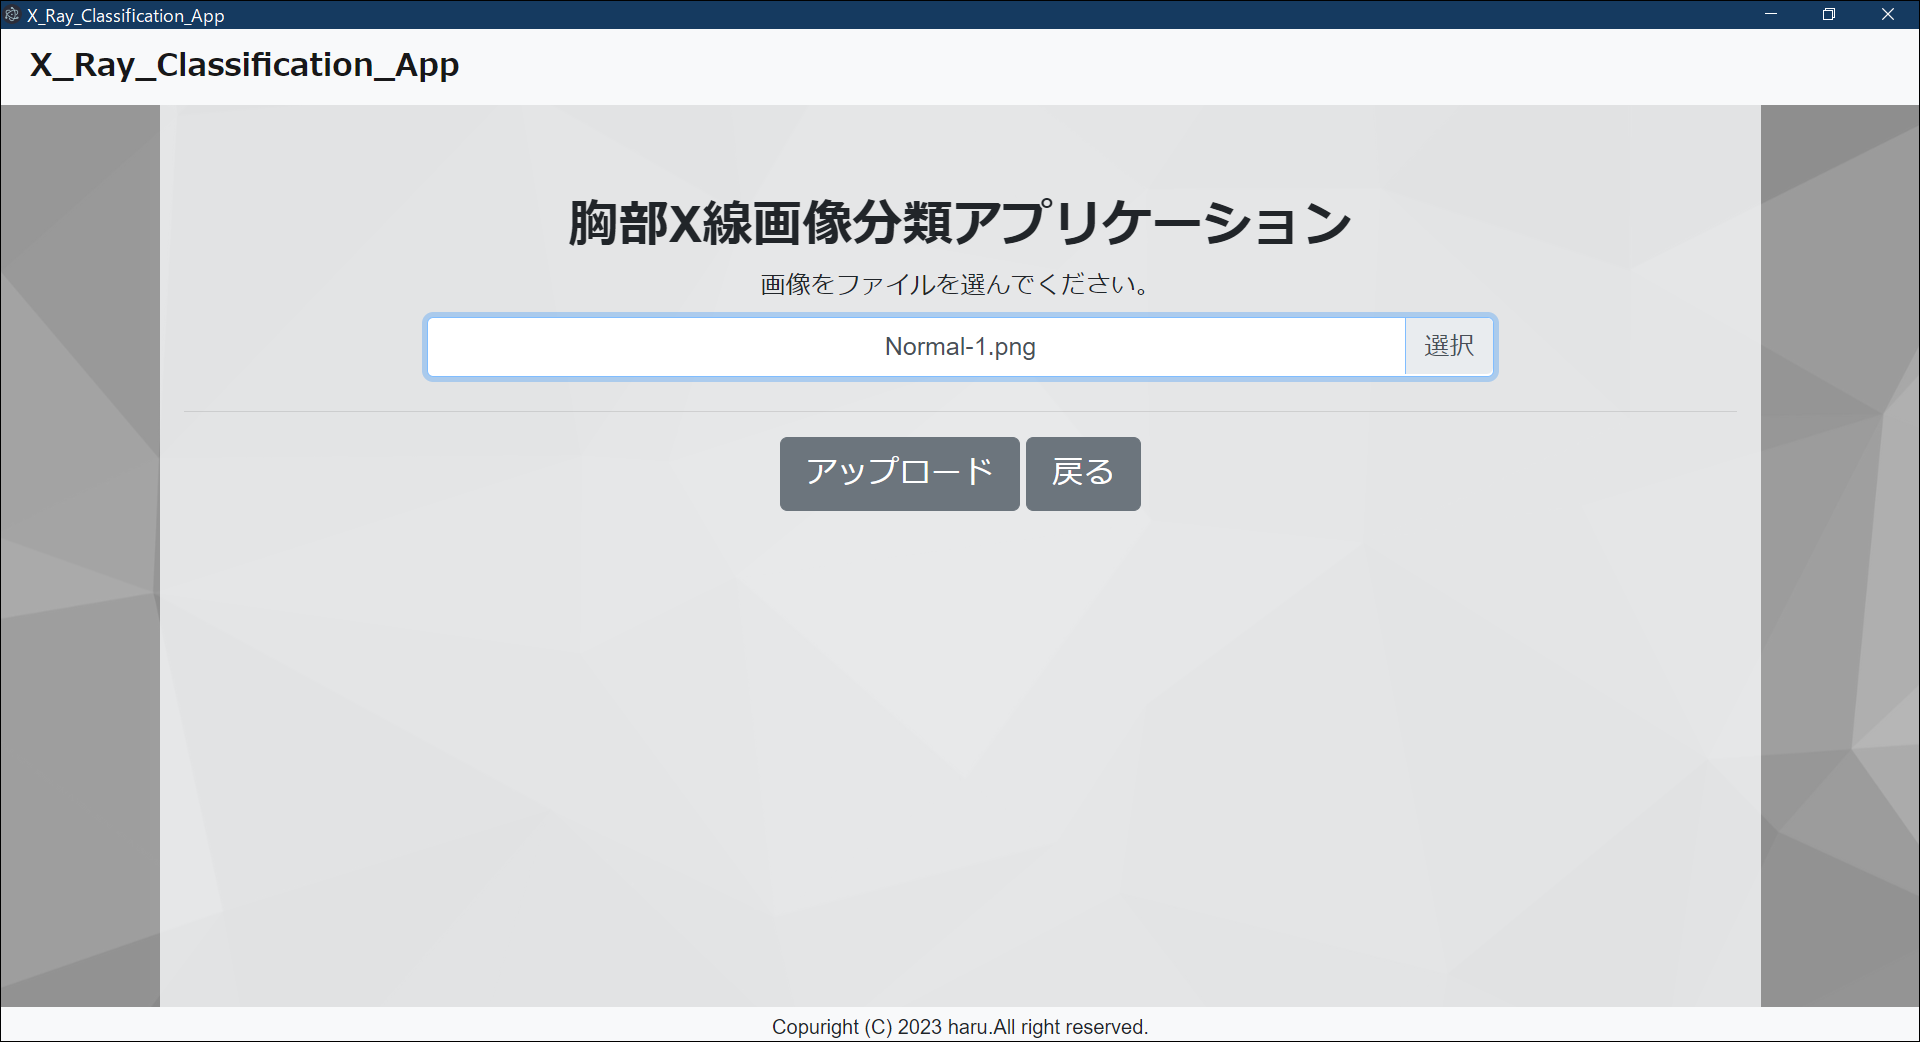 X_Ray_Classification_App
X_Ray_Classification_App
胸部X線画像分類アプリケーション
画像をファイルを選んでください。
Normal-1.png 選択
アップロード 戻る
Copuright (C) 2023 haru.All right reserved.